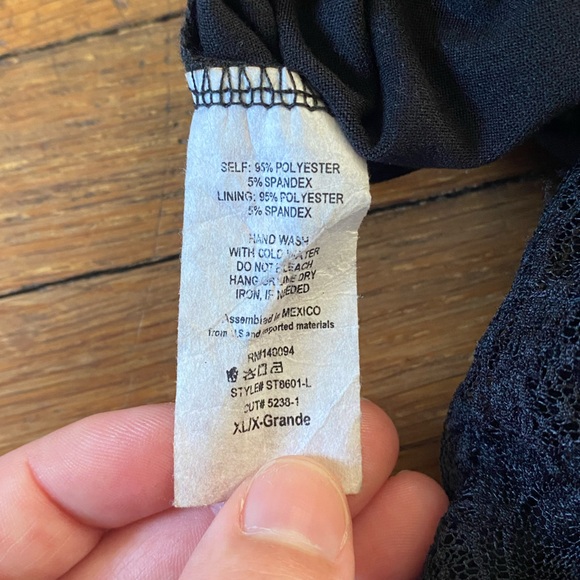 SELF: 95% POLYESTER
5% SPANDEX
LINING: 95% POLYESTER
5% SPANDEX
HAND WASH
WITH COLD WATER
DO NOT BLEACH
HANG OR LINE DRY
IRON, IF NEEDED
Assembled in MEXICO
from U.S and imported materials
RN#140094
STYLE# ST8601-L
CUT# 5238-1
XL/X-Grande